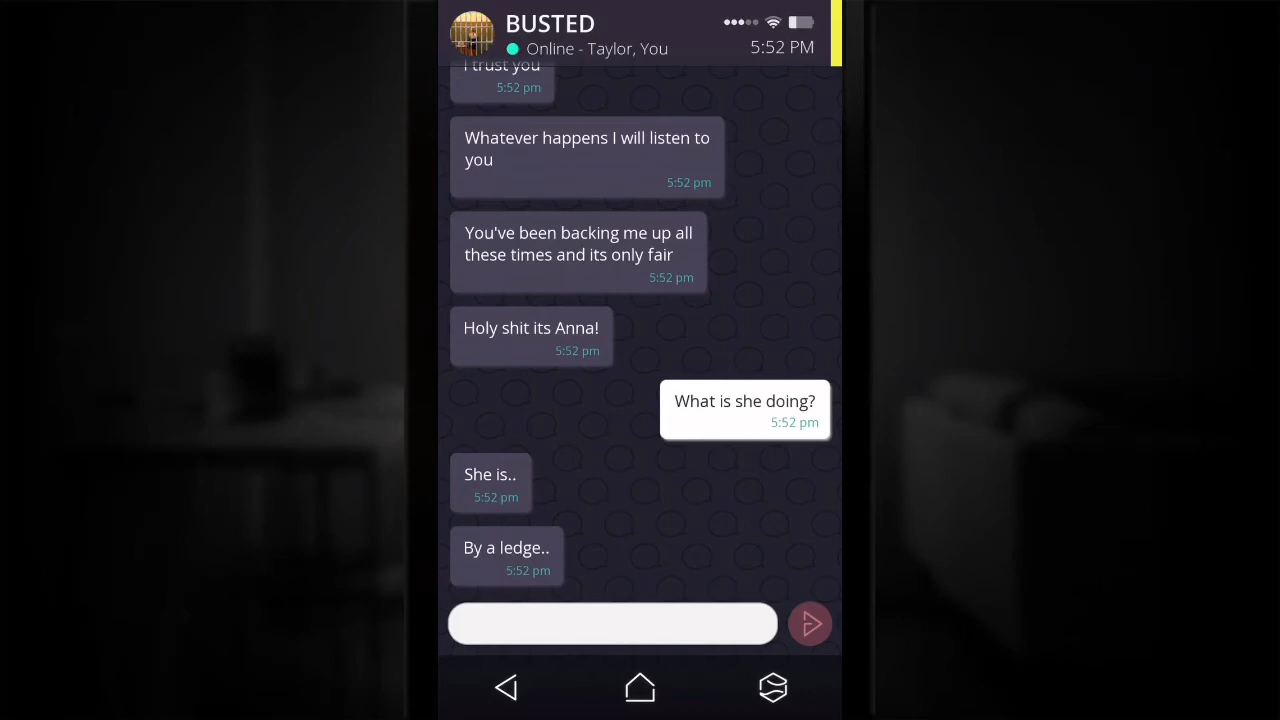 BUSTED
Online - Taylor, You
5:52 PM
I trust you
5:52 pm
Whatever happens I will listen to
you
5:52 pm
You've been backing me up all
these times and its only fair
5:52 pm
Holy shit its Anna!
5:52 pm
What is she doing?
5:52 pm
She is..
5:52 pm
By a ledge..
5:52 pm